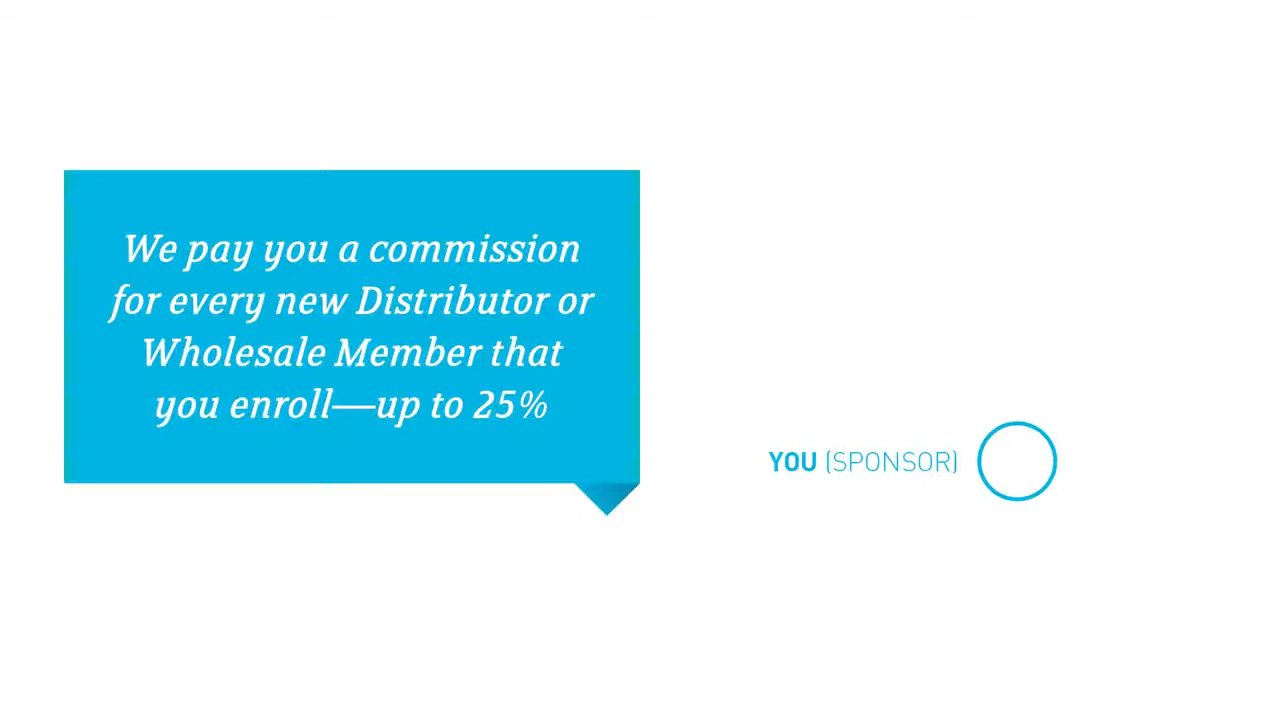 We pay you a commission
for every new Distributor or
Wholesale Member that
you enroll—up to 25%
YOU (SPONSOR)